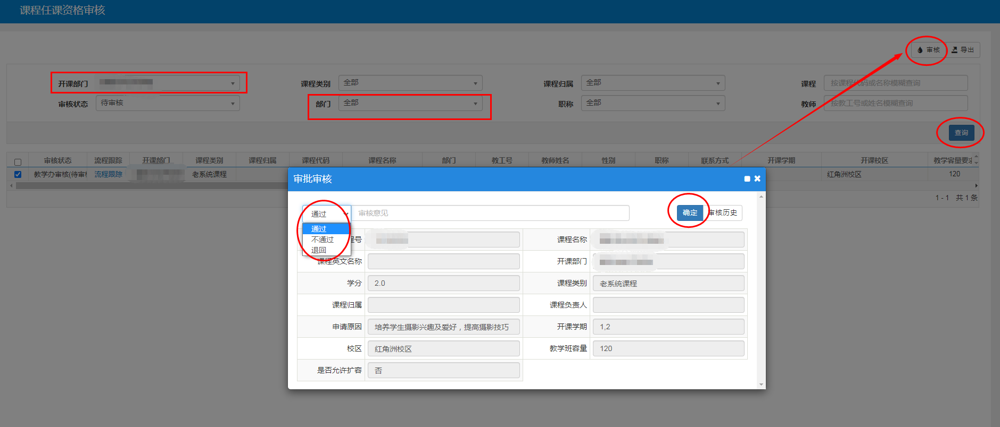 课程任课资格审核
审核 导出
开课部门 课程类别 全部 课程归属 全部 课程 按课程代码或名称模糊查询
审核状态 待审核 部门 全部 职称 全部 教师 按教工号或姓名模糊查询
查询
审核状态 流程跟踪 开课部门 课程类别 课程归属 课程代码 课程名称 部门 教工号 教师姓名 性别 职称 联系方式 开课学期 开课校区 教学容量要求
教学办审核(待审核 流程跟踪 老系统课程 红角洲校区 120
1 - 1 共 1 条
审批审核
通过 审核意见 确定 审核历史
通过
不通过
退回
程号 课程名称
课程英文名称 开课部门
学分 2.0 课程类别 老系统课程
课程归属 课程负责人
申请原因 培养学生摄影兴趣及爱好，提高摄影技巧 开课学期 1,2
校区 红角洲校区 教学班容量 120
是否允许扩容 否